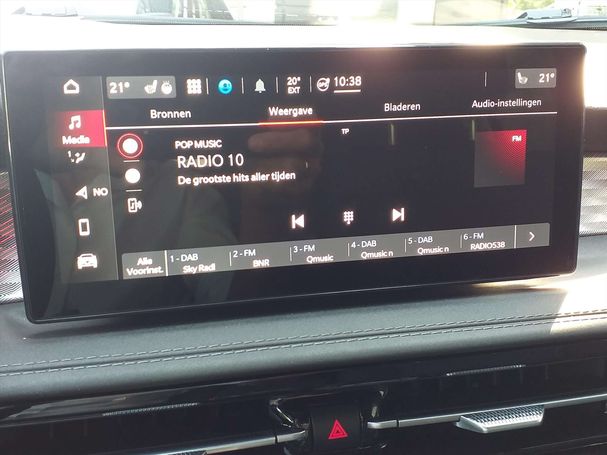 21°
20°
EXT
10:38
21°
Media
NO
Bronnen
Weergave
Bladeren
Audio-instellingen
TP
POP MUSIC
RADIO 10
De grootste hits aller tijden
FM
Alle
Voorinst.
1 - DAB
Sky Radi
2 - FM
BNR
3 - FM
Qmusic
4 - DAB
Qmusic n
5 - DAB
Qmusic n
6 - FM
RADIO538